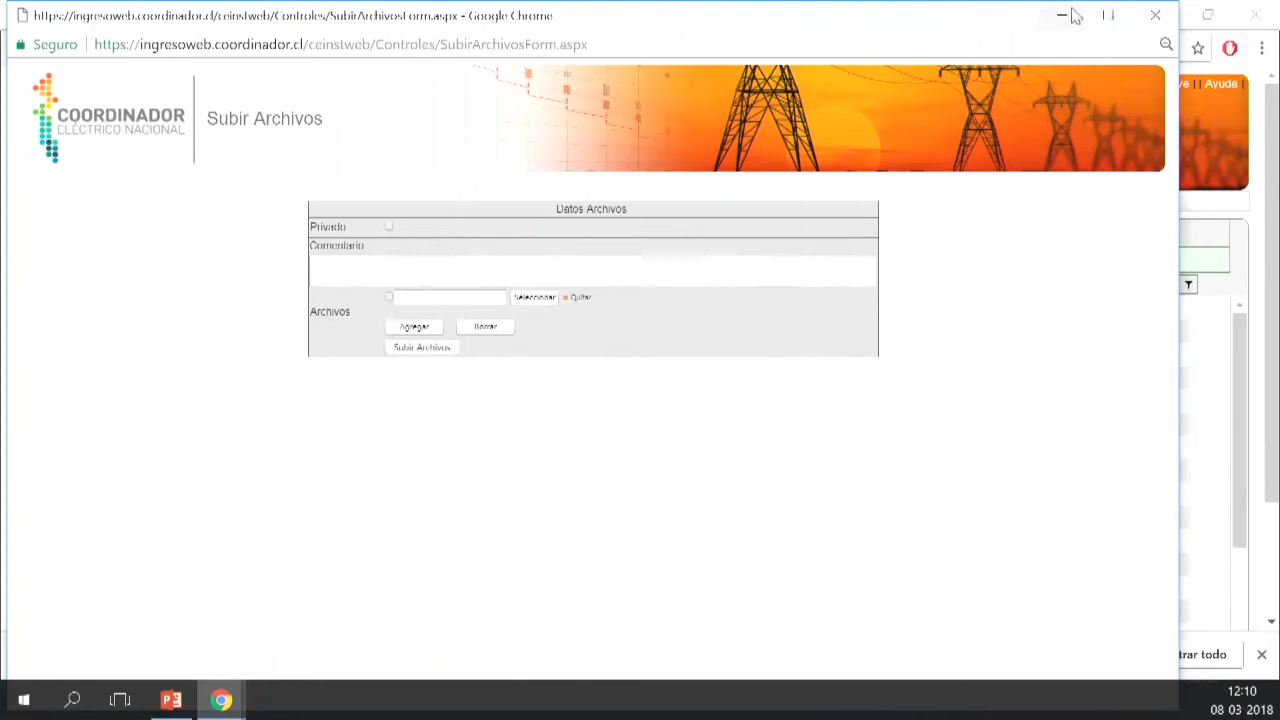 https://ingresoweb.coordinador.cl/ceinstweb/Controles/SubirArchivosForm.aspx - Google Chrome
Seguro https://ingresoweb.coordinador.cl/ceinstweb/Controles/SubirArchivosForm.aspx
COORDINADOR
ELÉCTRICO NACIONAL
Subir Archivos
ve | | Ayuda |
Datos Archivos
Privado
Comentario
Seleccionar × Quitar
Archivos
Agregar Borrar
Subir Archivos
trar todo
12:10
08-03-2018